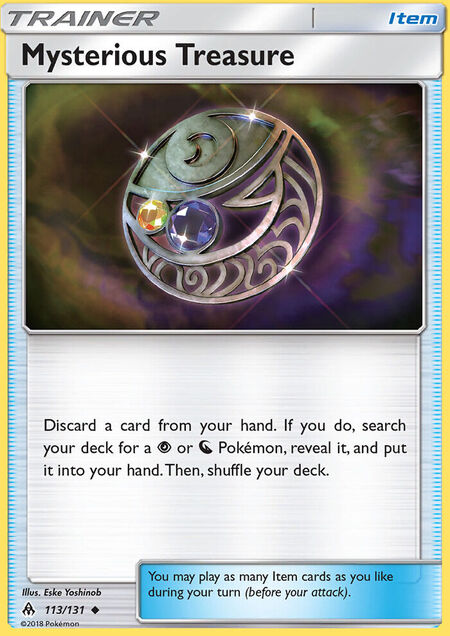 TRAINER
Item
Mysterious Treasure
Discard a card from your hand. If you do, search
your deck for a or Pokémon, reveal it, and put
it into your hand. Then, shuffle your deck.
Illus. Eske Yoshinob
You may play as many Item cards as you like
during your turn (before your attack).
113/131
©2018 Pokémon